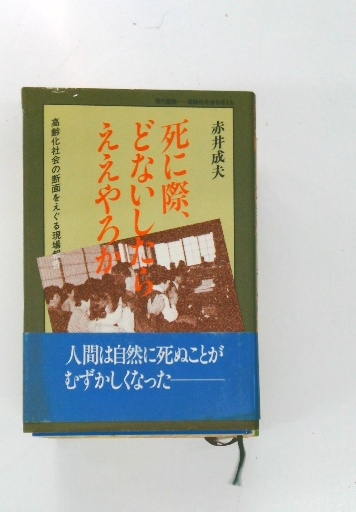 赤井成夫
死に際、
どないしたら
ええやろか
高齢化社会の断面をえぐる現場
人間は自然に死ぬことが
むずかしくなった――